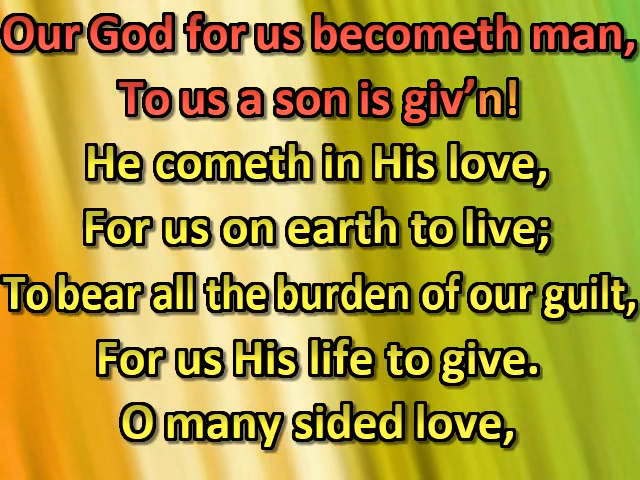 Our God for us becometh man,
To us a son is giv’n!
He cometh in His love,
For us on earth to live;
To bear all the burden of our guilt,
For us His life to give.
O many sided love,